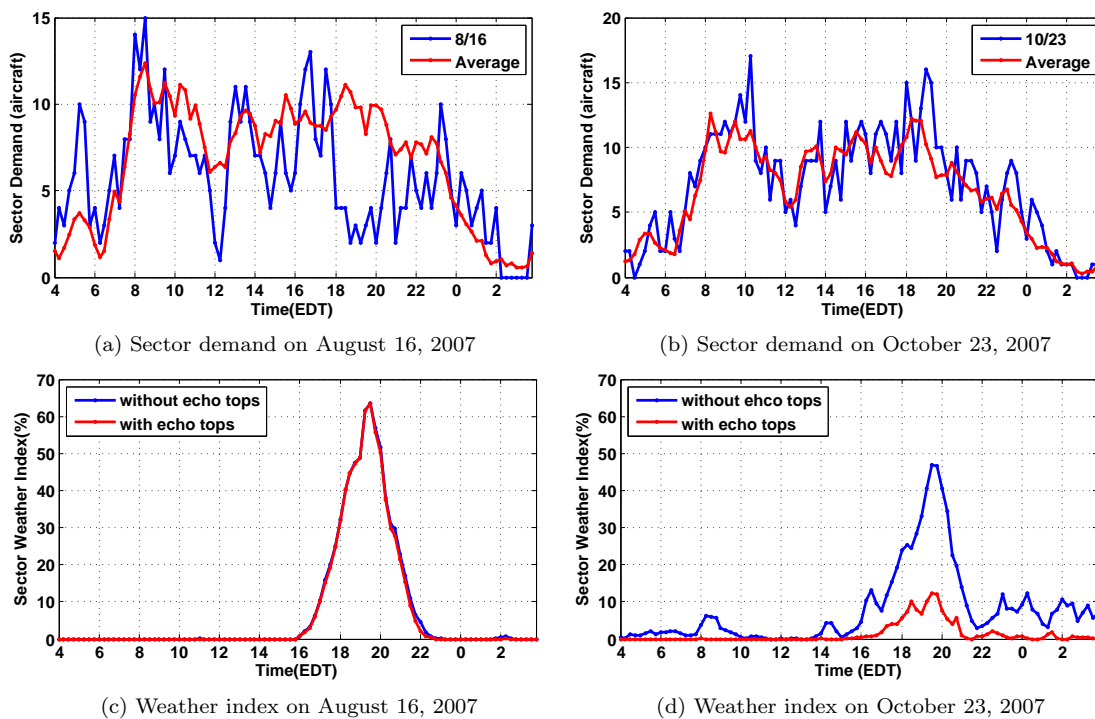 15
10
5
0
Sector Demand (aircraft)
8/16
Average
4 6 8 10 12 14 16 18 20 22 0 2
Time(EDT)
(a) Sector demand on August 16, 2007
20
15
10
5
0
Sector Demand (aircraft)
10/23
Average
4 6 8 10 12 14 16 18 20 22 0 2
Time(EDT)
(b) Sector demand on October 23, 2007
70
60
50
40
30
20
10
0
Sector Weather Index(%)
without echo tops
with echo tops
4 6 8 10 12 14 16 18 20 22 0 2
Time(EDT)
(c) Weather index on August 16, 2007
70
60
50
40
30
20
10
0
Sector Weather Index(%)
without ehco tops
with echo tops
4 6 8 10 12 14 16 18 20 22 0 2
Time (EDT)
(d) Weather index on October 23, 2007